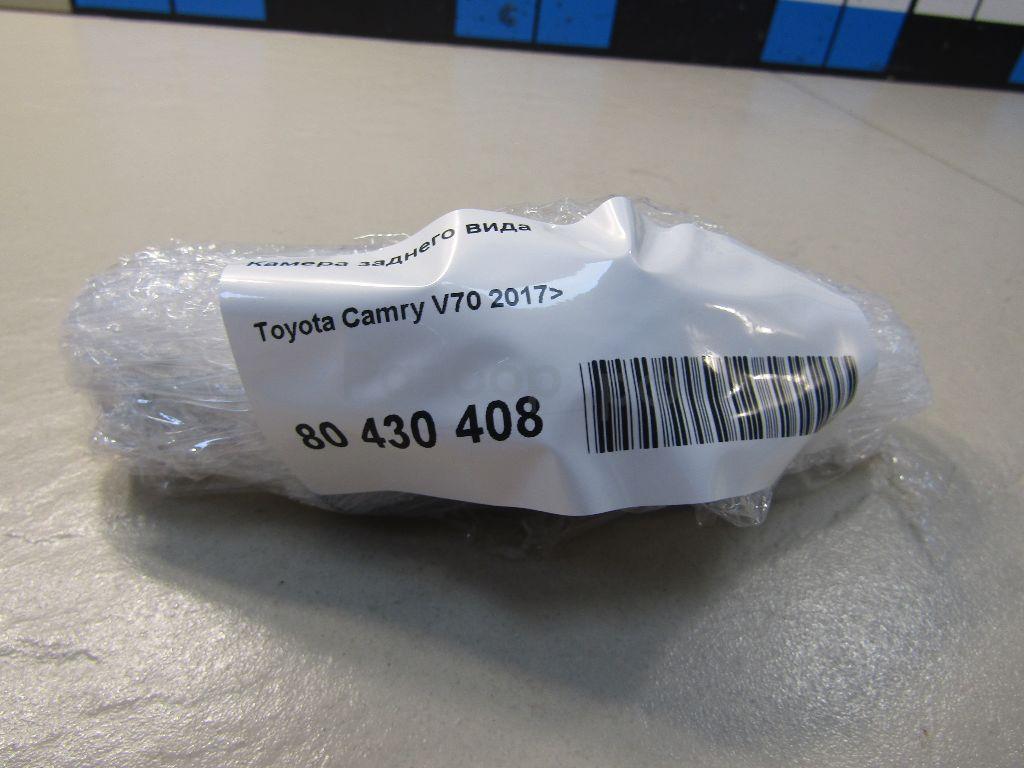 камера заднего вида
Toyota Camry V70 2017>
80 430 408